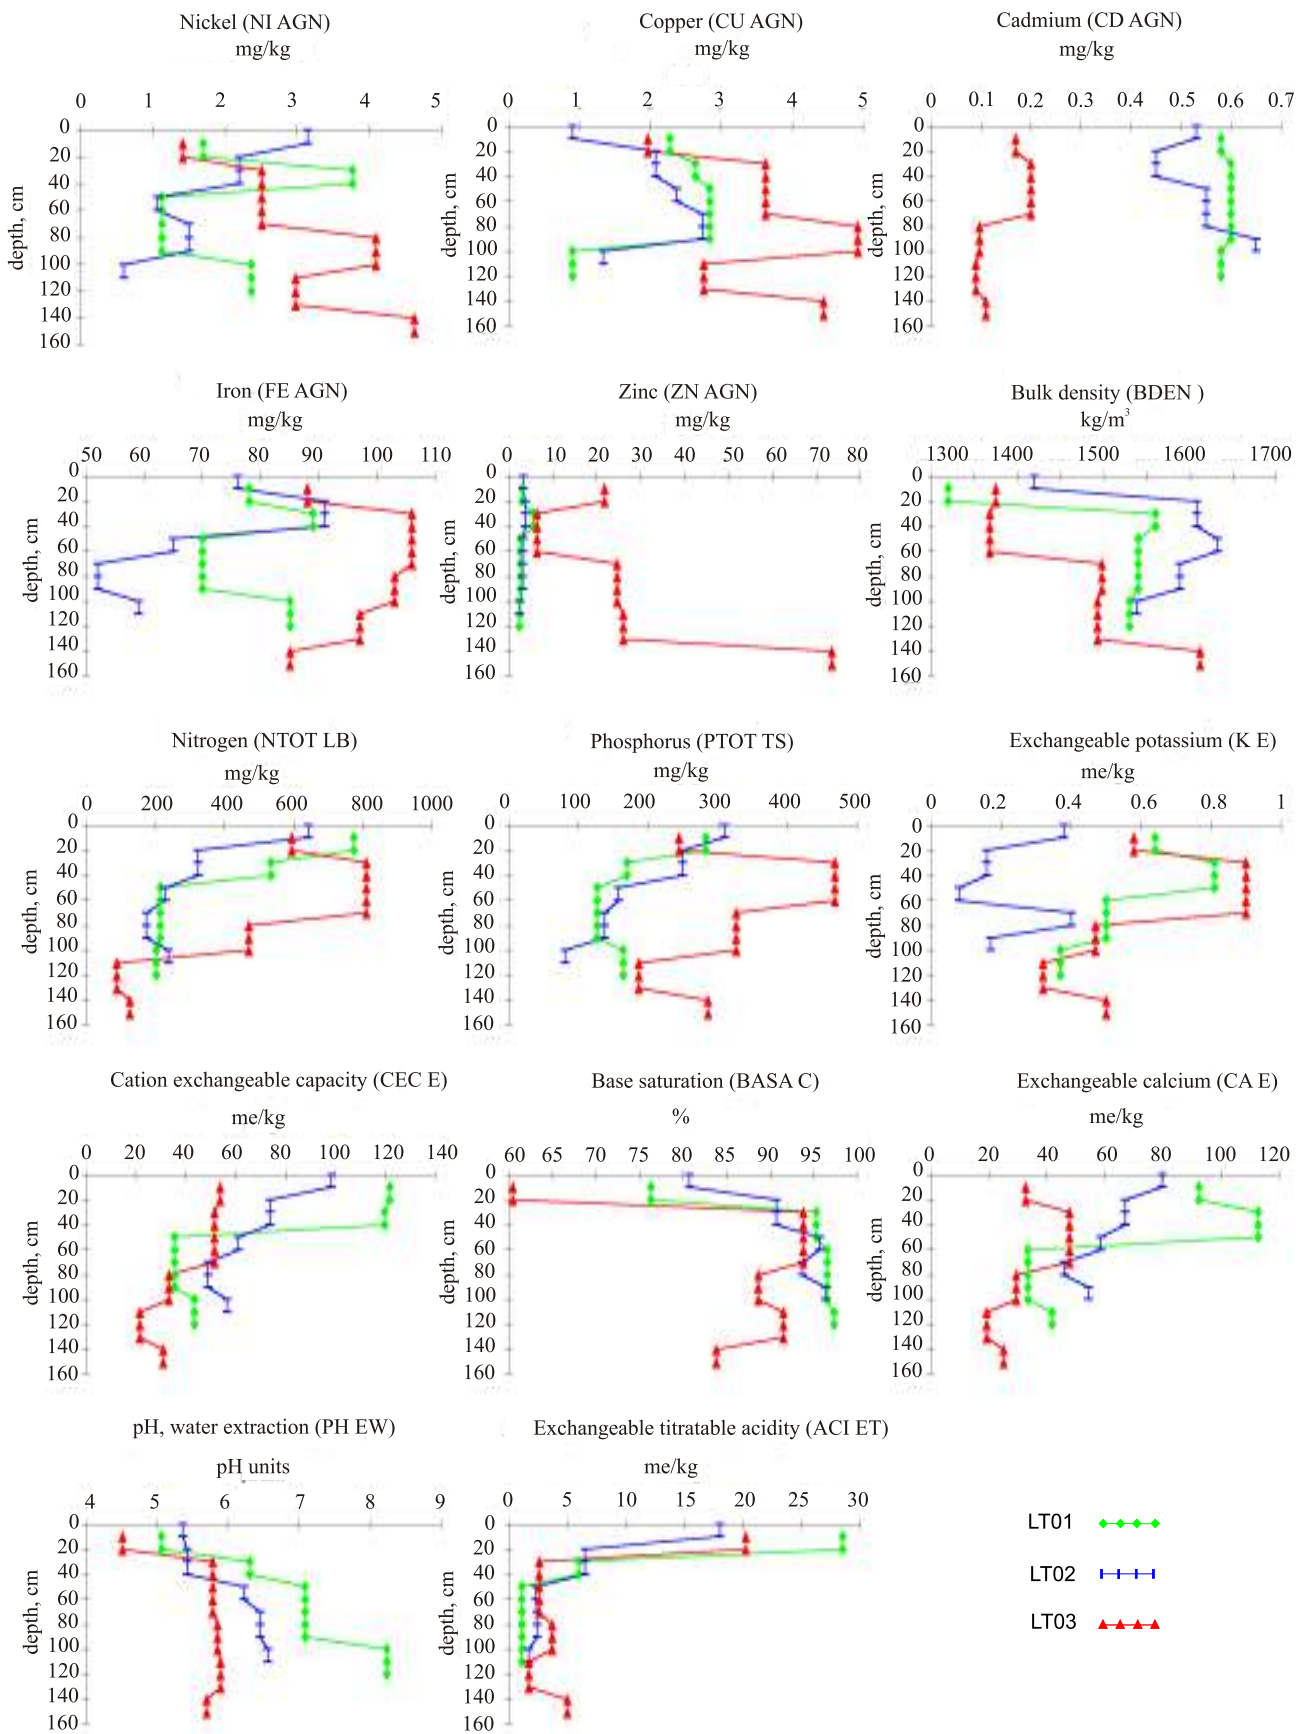 Nickel (NI AGN)
mg/kg
0 1 2 3 4 5
0
20
40
60
80
100
120
140
160
depth, cm
Copper (CU AGN)
mg/kg
0 1 2 3 4 5
0
20
40
60
80
100
120
140
160
depth, cm
Cadmium (CD AGN)
mg/kg
0 0.1 0.2 0.3 0.4 0.5 0.6 0.7
0
20
40
60
80
100
120
140
160
depth, cm
Iron (FE AGN)
mg/kg
50 60 70 80 90 100 110
0
20
40
60
80
100
120
140
160
depth, cm
Zinc (ZN AGN)
mg/kg
0 10 20 30 40 50 60 70 80
0
20
40
60
80
100
120
140
160
depth, cm
Bulk density (BDEN )
kg/m³
1300 1400 1500 1600 1700
0
20
40
60
80
100
120
140
160
depth, cm
Nitrogen (NTOT LB)
mg/kg
0 200 400 600 800 1000
0
20
40
60
80
100
120
140
160
depth, cm
Phosphorus (PTOT TS)
mg/kg
0 100 200 300 400 500
0
20
40
60
80
100
120
140
160
depth, cm
Exchangeable potassium (K E)
me/kg
0 0.2 0.4 0.6 0.8 1
0
20
40
60
80
100
120
140
160
depth, cm
Cation exchangeable capacity (CEC E)
me/kg
0 20 40 60 80 100 120 140
0
20
40
60
80
100
120
140
160
depth, cm
Base saturation (BASA C)
%
60 65 70 75 80 85 90 95 100
0
20
40
60
80
100
120
140
160
depth, cm
Exchangeable calcium (CA E)
me/kg
0 20 40 60 80 100 120
0
20
40
60
80
100
120
140
160
depth, cm
pH, water extraction (PH EW)
pH units
4 5 6 7 8 9
0
20
40
60
80
100
120
140
160
depth, cm
Exchangeable titratable acidity (ACI ET)
me/kg
0 5 10 15 20 25 30
0
20
40
60
80
100
120
140
160
depth, cm
LT01
LT02
LT03